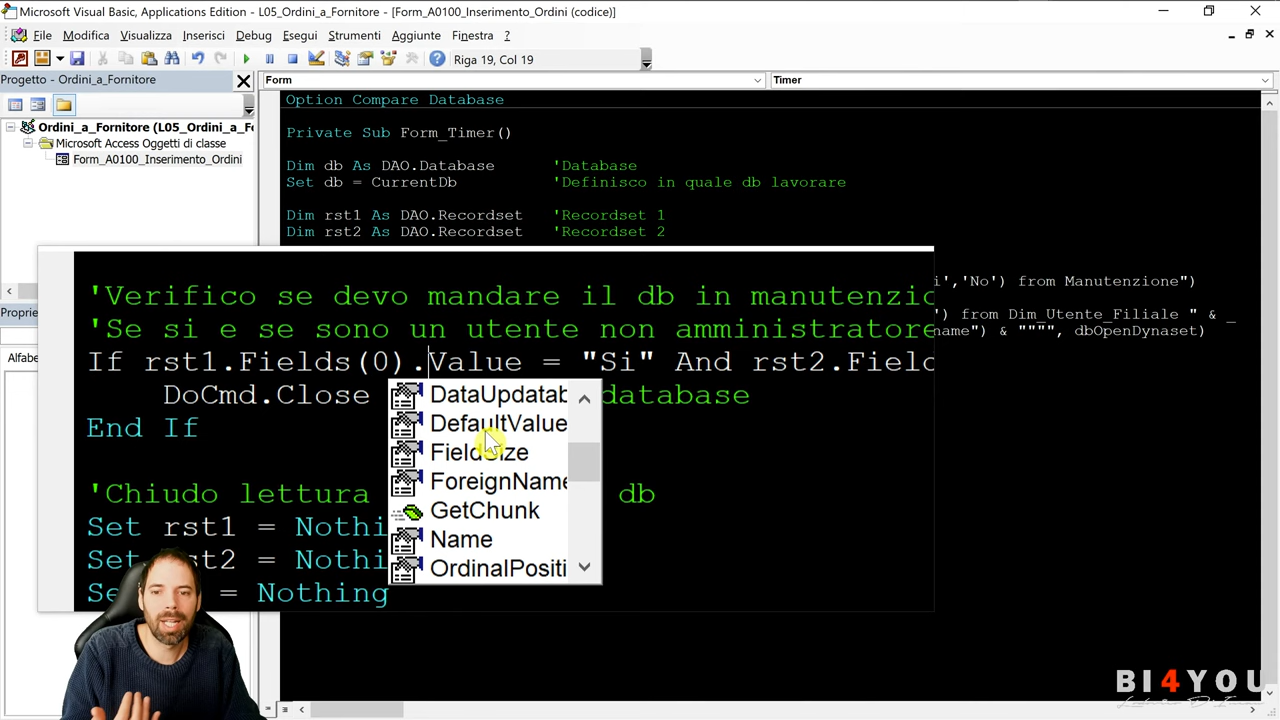 Microsoft Visual Basic, Applications Edition - L05_Ordini_a_Fornitore - [Form_A0100_Inserimento_Ordini (codice)]
File Modifica Visualizza Inserisci Debug Esegui Strumenti Aggiunte Finestra ?
Riga 19, Col 19
Progetto - Ordini_a_Fornitore
Form
Timer
Ordini_a_Fornitore (L05_Ordini_a_Fo
Microsoft Access Oggetti di classe
Form_A0100_Inserimento_Ordini
Proprie
Alfabe
Option Compare Database
Private Sub Form_Timer()
Dim db As DAO.Database 'Database
Set db = CurrentDb 'Definisco in quale db lavorare
Dim rst1 As DAO.Recordset 'Recordset 1
Dim rst2 As DAO.Recordset 'Recordset 2
i','No') from Manutenzione")
') from Dim_Utente_Filiale " & _
name") & """", dbOpenDynaset)
'Verifico se devo mandare il db in manutenzio
'Se si e se sono un utente non amministratore
If rst1.Fields(0).Value = "Si" And rst2.Field
DoCmd.Close database
End If
'Chiudo lettura db
Set rst1 = Nothi
Set rst2 = Nothi
Se = Nothing
DataUpdatab
DefaultValue
FieldSize
ForeignName
GetChunk
Name
OrdinalPositi
BI4YOU